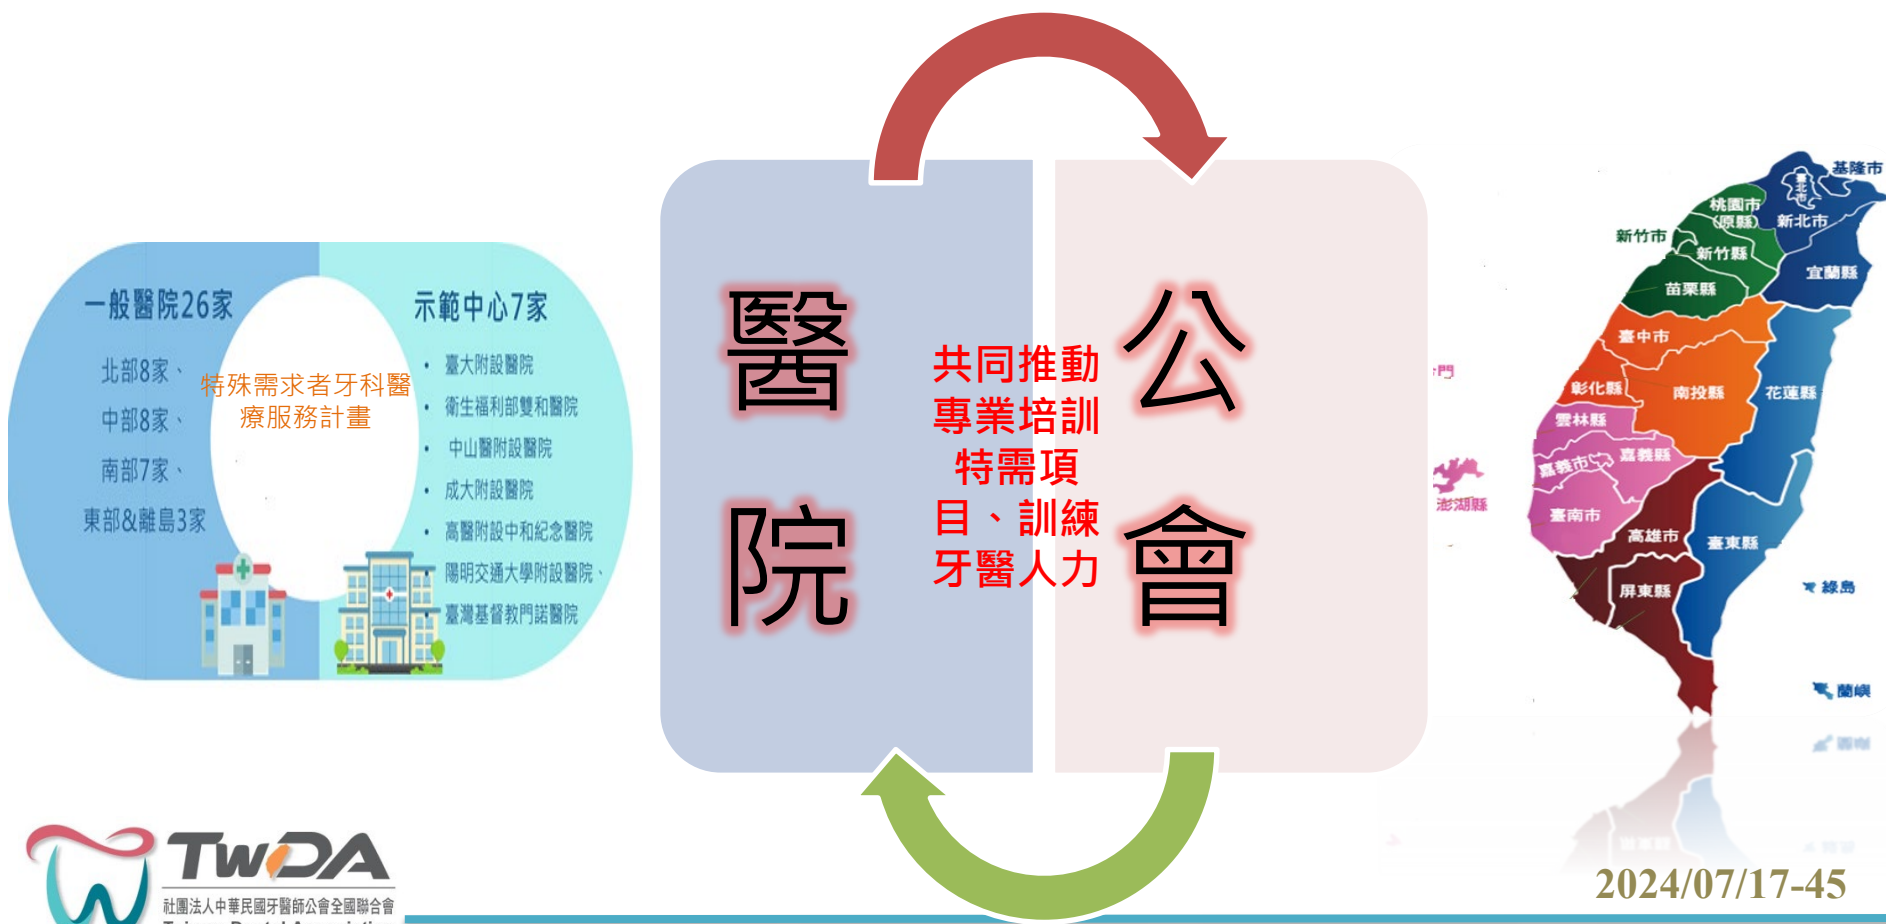 一般醫院26家
北部8家、
中部8家、
南部7家、
東部&離島3家
特殊需求者牙科醫
療服務計畫
示範中心7家
• 臺大附設醫院
• 衛生福利部雙和醫院
• 中山醫附設醫院
• 成大附設醫院
• 高醫附設中和紀念醫院
• 陽明交通大學附設醫院、
• 臺灣基督教門諾醫院
醫
院
共同推動
專業培訓
特需項
目、訓練
牙醫人力
公
會
基隆市
臺北市
桃園市
(原縣)
新北市
新竹市
新竹縣
宜蘭縣
苗栗縣
臺中市
門
彰化縣
南投縣
花蓮縣
雲林縣
嘉義市
嘉義縣
澎湖縣
臺南市
高雄市
臺東縣
屏東縣
綠島
蘭嶼
TWDA
社團法人中華民國牙醫師公會全國聯合會
2024/07/17-45